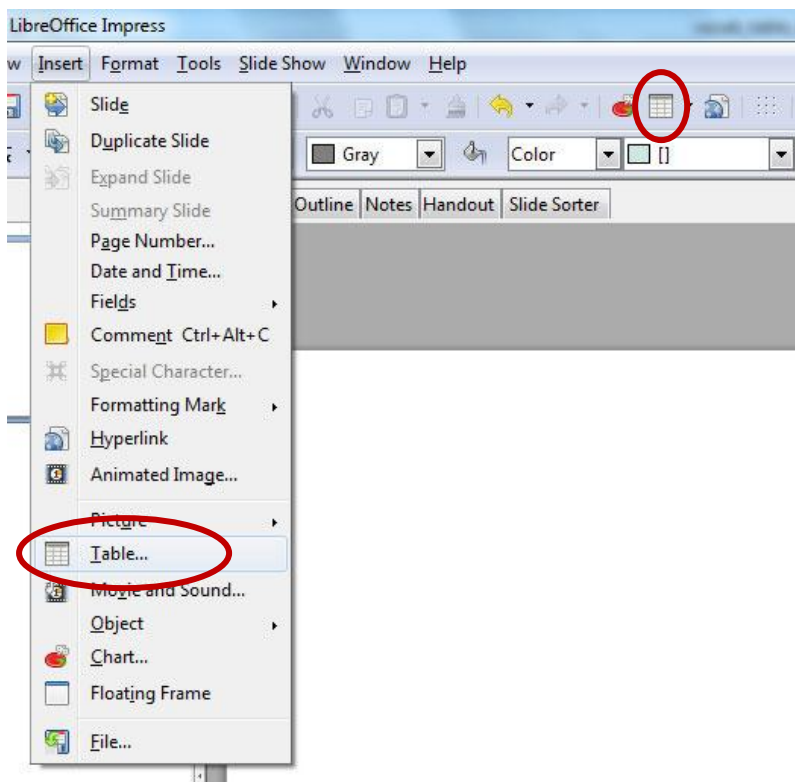 LibreOffice Impress
w Insert Format Tools Slide Show Window Help
Slide
Duplicate Slide
Gray Color []
Expand Slide
Summary Slide
Outline Notes Handout Slide Sorter
Page Number...
Date and Time...
Fields
Comment Ctrl+Alt+C
Special Character...
Formatting Mark
Hyperlink
Animated Image...
Picture
Table...
Movie and Sound...
Object
Chart...
Floating Frame
File...